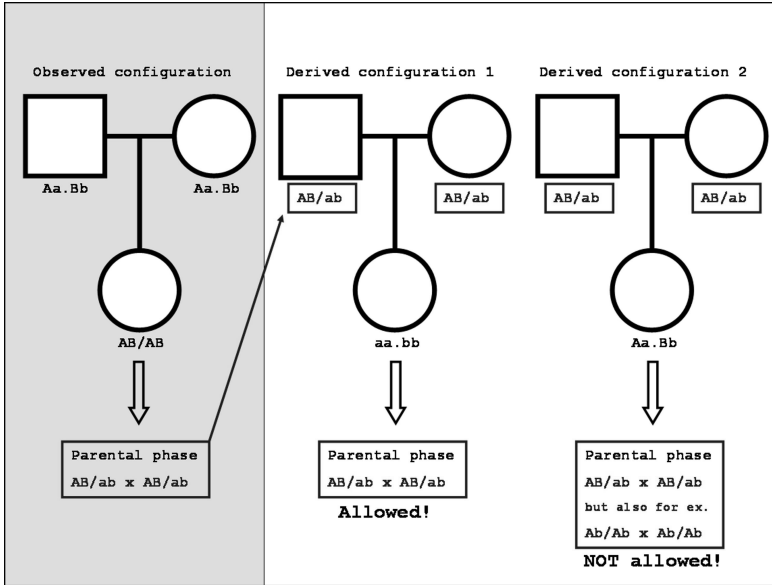 Observed configuration
Aa.Bb
Aa.Bb
AB/AB
Parental phase
AB/ab x AB/ab
Derived configuration 1
AB/ab
AB/ab
aa.bb
Parental phase
AB/ab x AB/ab
Allowed!
Derived configuration 2
AB/ab
AB/ab
Aa.Bb
Parental phase
AB/ab x AB/ab
but also for ex.
Ab/Ab x Ab/Ab
NOT allowed!